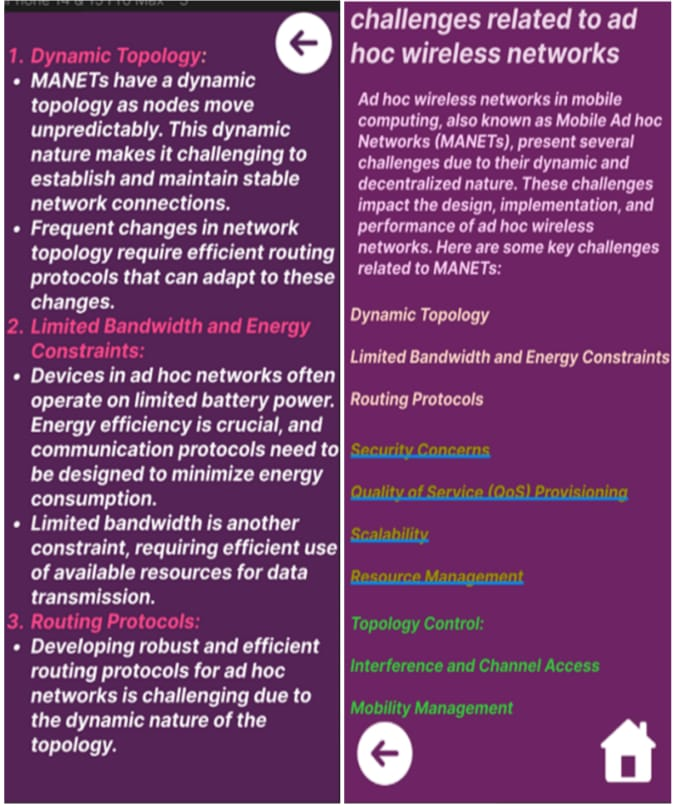 iPhone 14 & 15 Pro Max - 3
1. Dynamic Topology:
• MANETs have a dynamic
topology as nodes move
unpredictably. This dynamic
nature makes it challenging to
establish and maintain stable
network connections.
• Frequent changes in network
topology require efficient routing
protocols that can adapt to these
changes.
2. Limited Bandwidth and Energy
Constraints:
• Devices in ad hoc networks often
operate on limited battery power.
Energy efficiency is crucial, and
communication protocols need to
be designed to minimize energy
consumption.
• Limited bandwidth is another
constraint, requiring efficient use
of available resources for data
transmission.
3. Routing Protocols:
• Developing robust and efficient
routing protocols for ad hoc
networks is challenging due to
the dynamic nature of the
topology.
challenges related to ad
hoc wireless networks
Ad hoc wireless networks in mobile
computing, also known as Mobile Ad hoc
Networks (MANETs), present several
challenges due to their dynamic and
decentralized nature. These challenges
impact the design, implementation, and
performance of ad hoc wireless
networks. Here are some key challenges
related to MANETs:
Dynamic Topology
Limited Bandwidth and Energy Constraints
Routing Protocols
Security Concerns
Quality of Service (QoS) Provisioning
Scalability
Resource Management
Topology Control:
Interference and Channel Access
Mobility Management